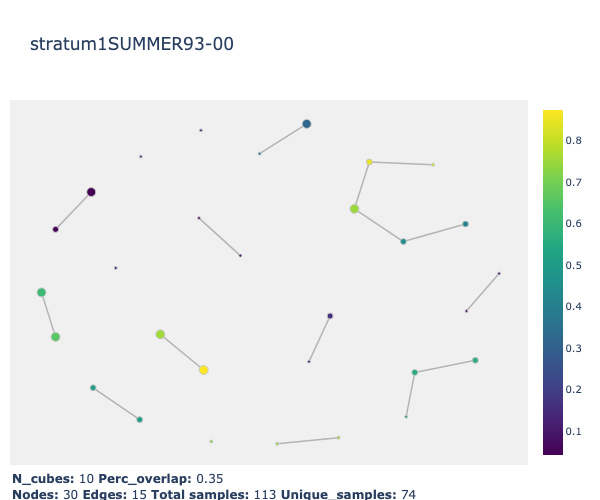 stratum1SUMMER93-00
0.8
0.7
0.6
0.5
0.4
0.3
0.2
0.1
N_cubes: 10 Perc_overlap: 0.35
Nodes: 30 Edges: 15 Total samples: 113 Unique_samples: 74